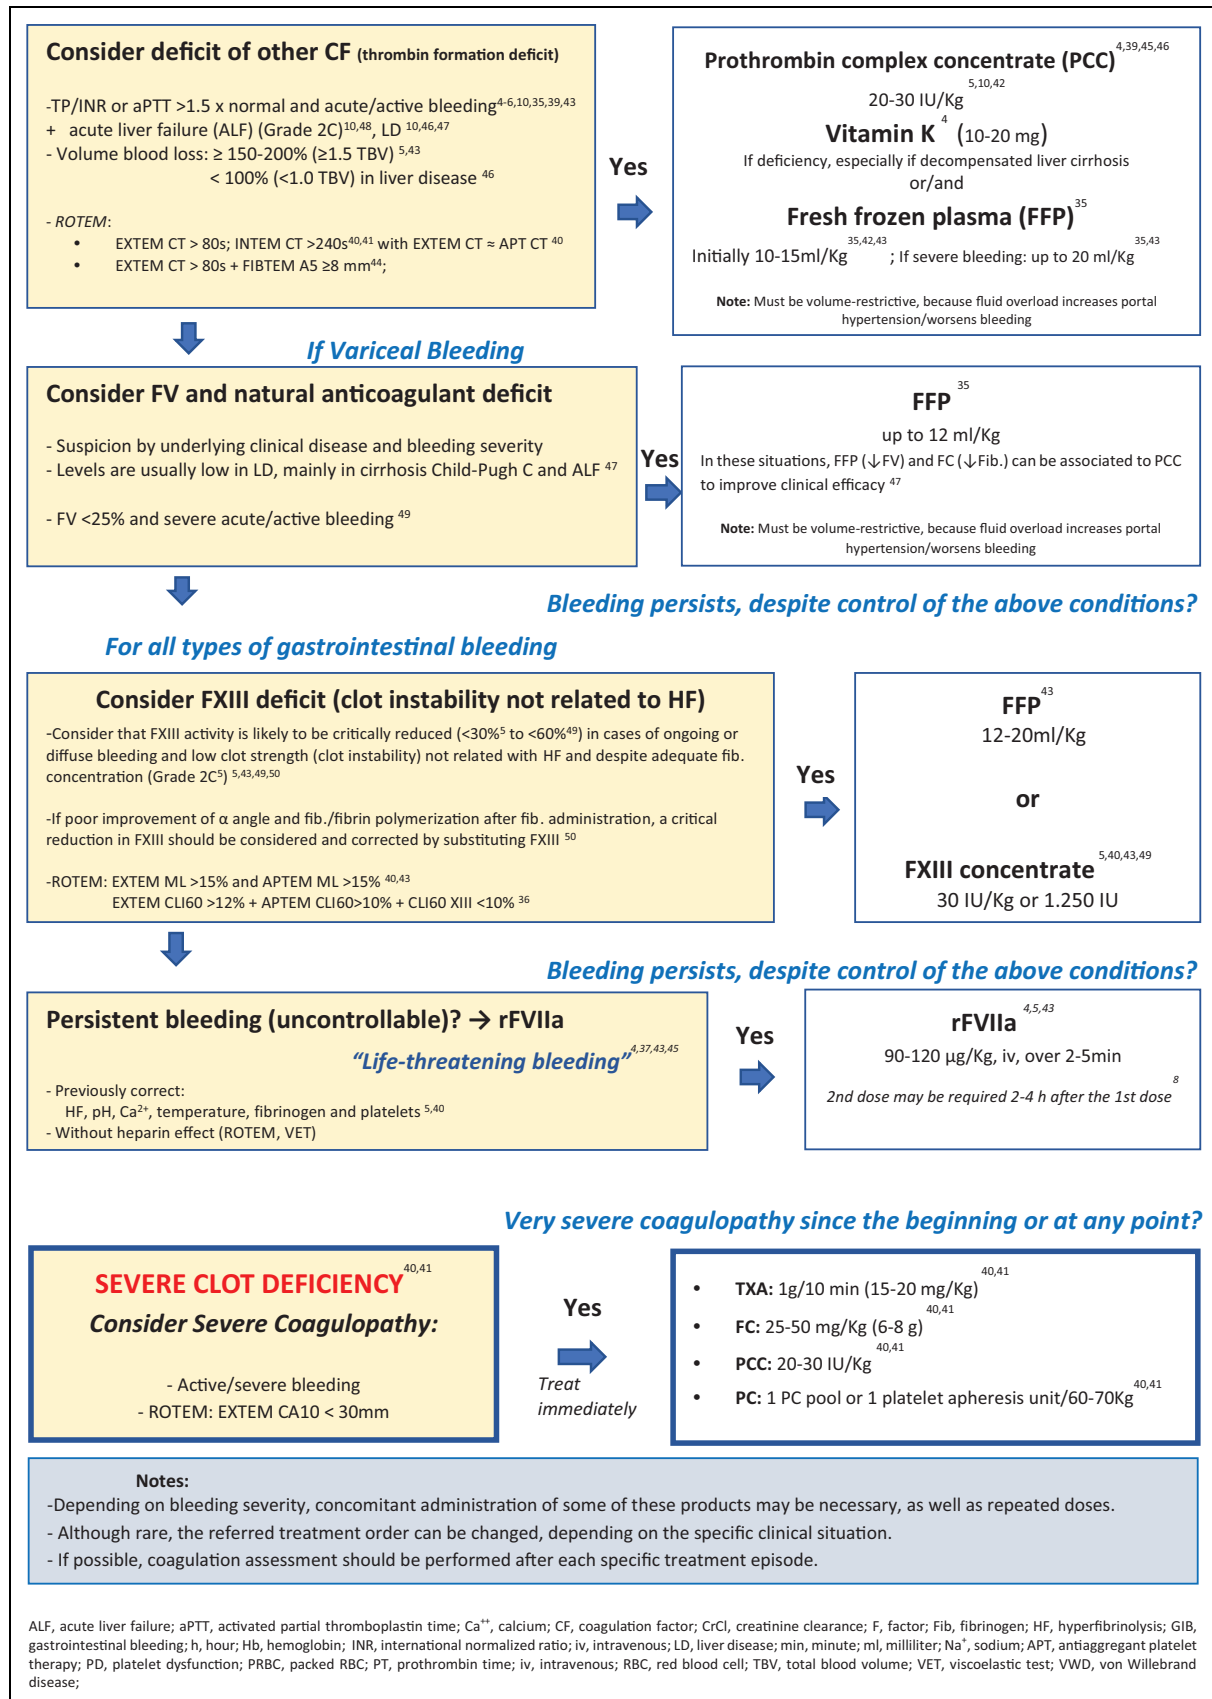 Consider deficit of other CF (thrombin formation deficit)
-TP/INR or aPTT >1.5 x normal and acute/active bleeding4-6,10,35,39,43
+ acute liver failure (ALF) (Grade 2C)10,48, LD 10,46,47
- Volume blood loss: ≥ 150-200% (≥1.5 TBV) 5,43
< 100% (<1.0 TBV) in liver disease 46
- ROTEM:
• EXTEM CT > 80s; INTEM CT >240s40,41 with EXTEM CT ≈ APT CT 40
• EXTEM CT > 80s + FIBTEM A5 ≥8 mm44;
Yes
Prothrombin complex concentrate (PCC)4,39,45,46
20-30 IU/Kg5,10,42
Vitamin K 4 (10-20 mg)
If deficiency, especially if decompensated liver cirrhosis
or/and
Fresh frozen plasma (FFP)35
Initially 10-15ml/Kg35,42,43 ; If severe bleeding: up to 20 ml/Kg35,43
Note: Must be volume-restrictive, because fluid overload increases portal
hypertension/worsens bleeding
If Variceal Bleeding
Consider FV and natural anticoagulant deficit
- Suspicion by underlying clinical disease and bleeding severity
- Levels are usually low in LD, mainly in cirrhosis Child-Pugh C and ALF 47
- FV <25% and severe acute/active bleeding 49
Yes
FFP 35
up to 12 ml/Kg
In these situations, FFP (↓FV) and FC (↓Fib.) can be associated to PCC
to improve clinical efficacy 47
Note: Must be volume-restrictive, because fluid overload increases portal
hypertension/worsens bleeding
Bleeding persists, despite control of the above conditions?
For all types of gastrointestinal bleeding
Consider FXIII deficit (clot instability not related to HF)
-Consider that FXIII activity is likely to be critically reduced (<30%5 to <60%49) in cases of ongoing or
diffuse bleeding and low clot strength (clot instability) not related with HF and despite adequate fib.
concentration (Grade 2C5) 5,43,49,50
-If poor improvement of α angle and fib./fibrin polymerization after fib. administration, a critical
reduction in FXIII should be considered and corrected by substituting FXIII 50
-ROTEM: EXTEM ML >15% and APTEM ML >15% 40,43
EXTEM CLI60 >12% + APTEM CLI60>10% + CLI60 XIII <10% 36
Yes
FFP43
12-20ml/Kg
or
FXIII concentrate5,40,43,49
30 IU/Kg or 1.250 IU
Bleeding persists, despite control of the above conditions?
Persistent bleeding (uncontrollable)? → rFVIIa
“Life-threatening bleeding”4,37,43,45
- Previously correct:
HF, pH, Ca2+, temperature, fibrinogen and platelets 5,40
- Without heparin effect (ROTEM, VET)
Yes
rFVIIa 4,5,43
90-120 µg/Kg, iv, over 2-5min
2nd dose may be required 2-4 h after the 1st dose8
Very severe coagulopathy since the beginning or at any point?
SEVERE CLOT DEFICIENCY40,41
Consider Severe Coagulopathy:
- Active/severe bleeding
- ROTEM: EXTEM CA10 < 30mm
Yes
Treat
immediately
• TXA: 1g/10 min (15-20 mg/Kg)40,41
• FC: 25-50 mg/Kg (6-8 g)40,41
• PCC: 20-30 IU/Kg40,41
• PC: 1 PC pool or 1 platelet apheresis unit/60-70Kg40,41
Notes:
-Depending on bleeding severity, concomitant administration of some of these products may be necessary, as well as repeated doses.
- Although rare, the referred treatment order can be changed, depending on the specific clinical situation.
- If possible, coagulation assessment should be performed after each specific treatment episode.
ALF, acute liver failure; aPTT, activated partial thromboplastin time; Ca++, calcium; CF, coagulation factor; CrCl, creatinine clearance; F, factor; Fib, fibrinogen; HF, hyperfibrinolysis; GIB,
gastrointestinal bleeding; h, hour; Hb, hemoglobin; INR, international normalized ratio; iv, intravenous; LD, liver disease; min, minute; ml, milliliter; Na+, sodium; APT, antiaggregant platelet
therapy; PD, platelet dysfunction; PRBC, packed RBC; PT, prothrombin time; iv, intravenous; RBC, red blood cell; TBV, total blood volume; VET, viscoelastic test; VWD, von Willebrand
disease;